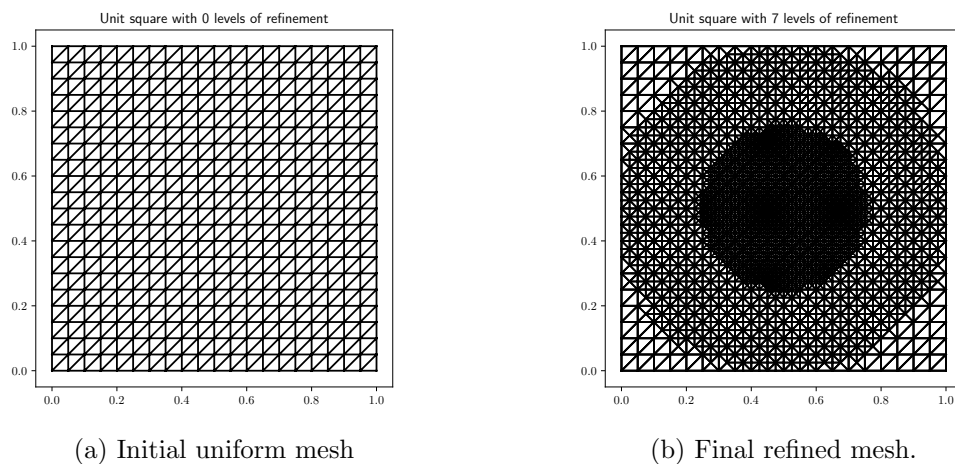 Unit square with 0 levels of refinement
1.0
0.8
0.6
0.4
0.2
0.0
0.0 0.2 0.4 0.6 0.8 1.0
(a) Initial uniform mesh
Unit square with 7 levels of refinement
1.0
0.8
0.6
0.4
0.2
0.0
0.0 0.2 0.4 0.6 0.8 1.0
(b) Final refined mesh.